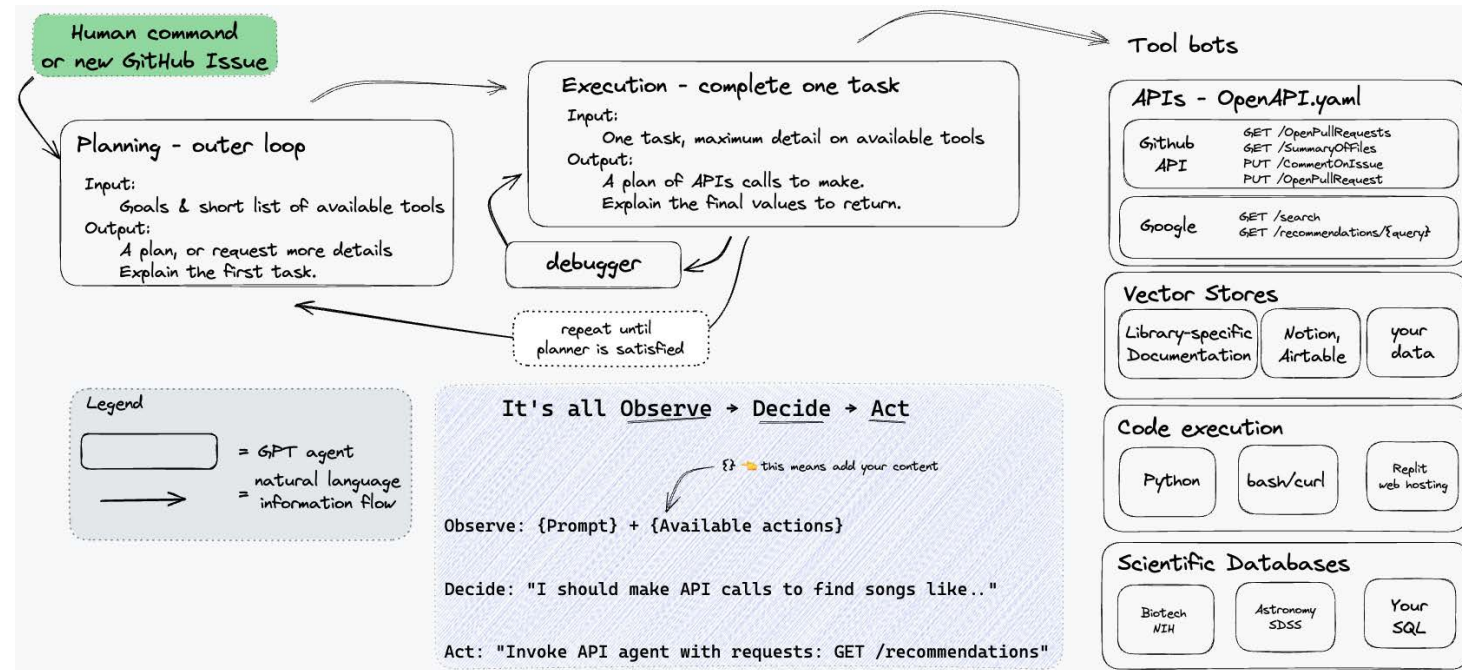 Human command
or new GitHub Issue
Planning - outer loop
Input:
Goals & short list of available tools
Output:
A plan, or request more details
Explain the first task.
Execution - complete one task
Input:
One task, maximum detail on available tools
Output:
A plan of APIs calls to make.
Explain the final values to return.
debugger
repeat until
planner is satisfied
Legend
= GPT agent
= natural language
information flow
It's all Observe → Decide → Act
{} 👈 this means add your content
Observe: {Prompt} + {Available actions}
Decide: "I should make API calls to find songs like.."
Act: "Invoke API agent with requests: GET /recommendations"
Tool bots
APIs - OpenAPI.yaml
Github
API
GET /OpenPullRequests
GET /SummaryOfFiles
PUT /CommentOnIssue
PUT /OpenPullRequest
Google
GET /search
GET /recommendations/{query}
Vector Stores
Library-specific
Documentation
Notion,
Airtable
your
data
Code execution
Python
bash/curl
Replit
web hosting
Scientific Databases
Biotech
NIH
Astronomy
SDSS
Your
SQL